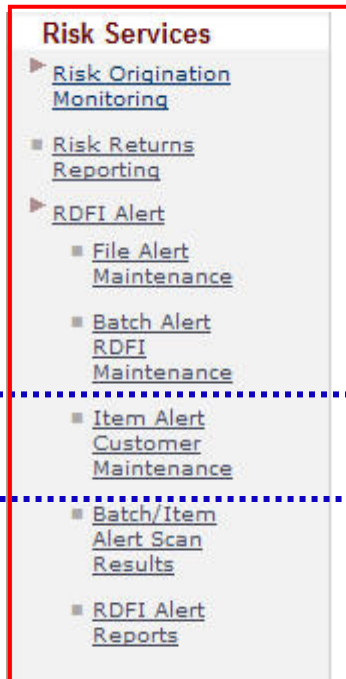 Risk Services
Risk Origination
Monitoring
Risk Returns
Reporting
RDFI Alert
File Alert
Maintenance
Batch Alert
RDFI
Maintenance
Item Alert
Customer
Maintenance
Batch/Item
Alert Scan
Results
RDFI Alert
Reports